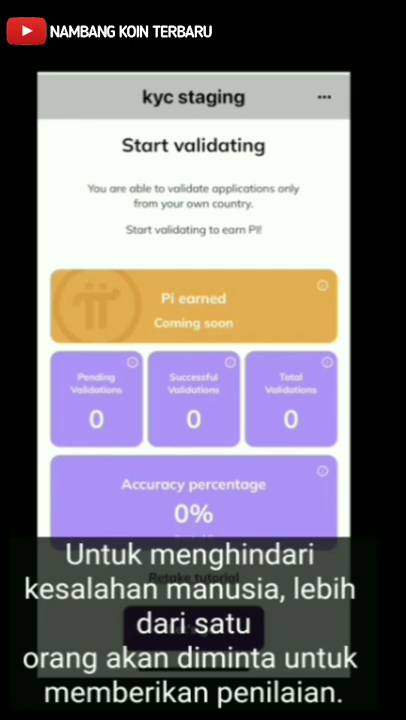 NAMBANG KOIN TERBARU
kyc staging
Start validating
You are able to validate applications only
from your own country.
Start validating to earn PI!
Pi earned
Coming soon
Pending
Validations
0
Successful
Validations
0
Total
Validations
0
Accuracy percentage
0%
Retake tutorial
Untuk menghindari
kesalahan manusia, lebih
dari satu
orang akan diminta untuk
memberikan penilaian.